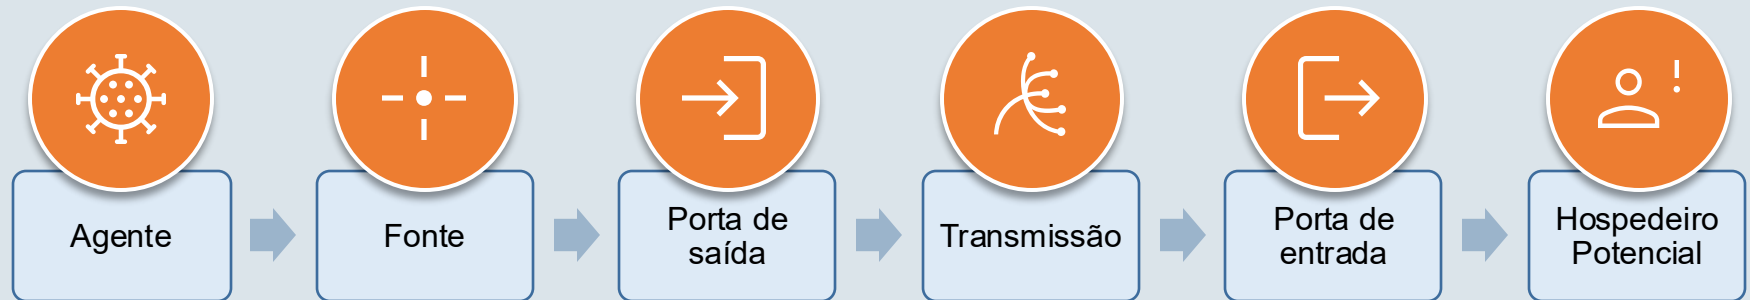 Agente
Fonte
Porta de
saída
Transmissão
Porta de
entrada
Hospedeiro
Potencial